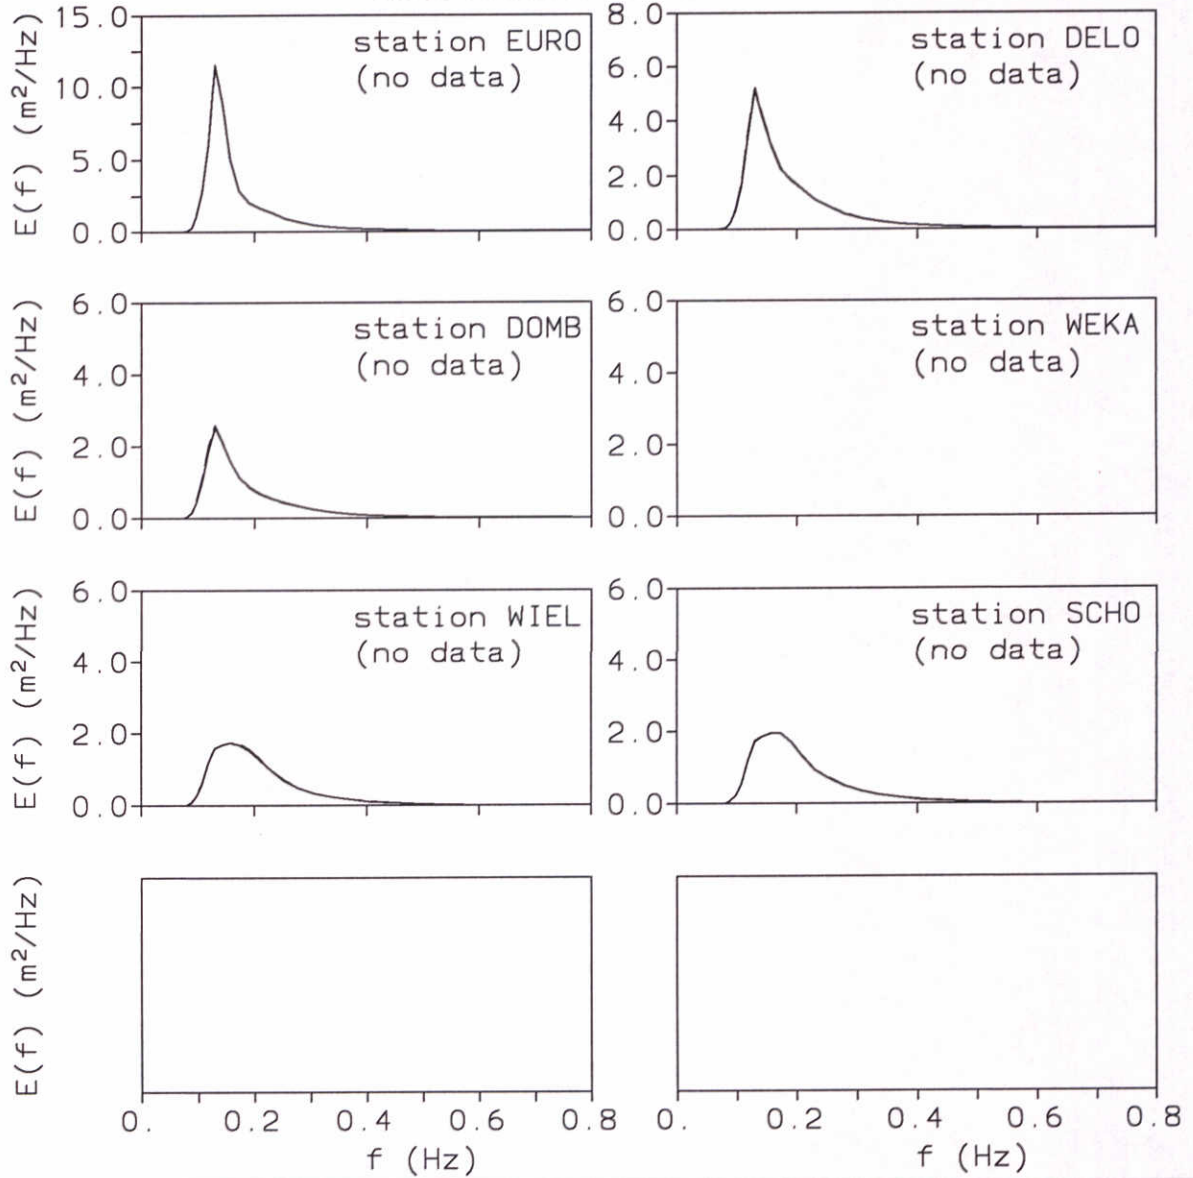 E(f) (m²/Hz)
15.0
10.0
5.0
0.0
station EURO
(no data)
8.0
6.0
4.0
2.0
0.0
station DELO
(no data)
E(f) (m²/Hz)
6.0
4.0
2.0
0.0
station DOMB
(no data)
6.0
4.0
2.0
0.0
station WEKA
(no data)
E(f) (m²/Hz)
6.0
4.0
2.0
0.0
station WIEL
(no data)
6.0
4.0
2.0
0.0
station SCHO
(no data)
E(f) (m²/Hz)
0. 0.2 0.4 0.6 0.8
f (Hz)
0. 0.2 0.4 0.6 0.8
f (Hz)